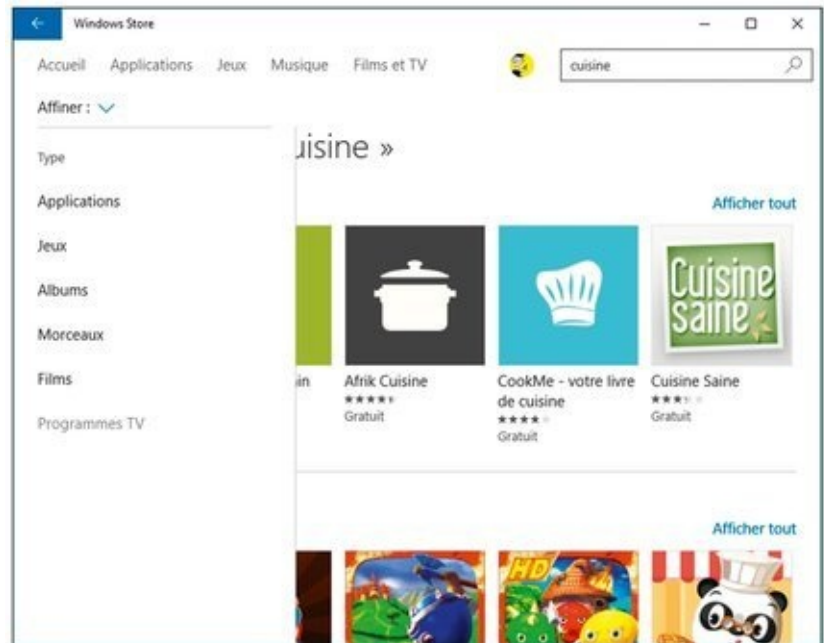 Windows Store
Accueil Applications Jeux Musique Films et TV
cuisine
Affiner :
Type
Applications
Jeux
Albums
Morceaux
Films
Programmes TV
uisine »
Afficher tout
Cuisine
saine
in
Afrik Cuisine
Gratuit
CookMe - votre livre
de cuisine
Gratuit
Cuisine Saine
Gratuit
Afficher tout
HD